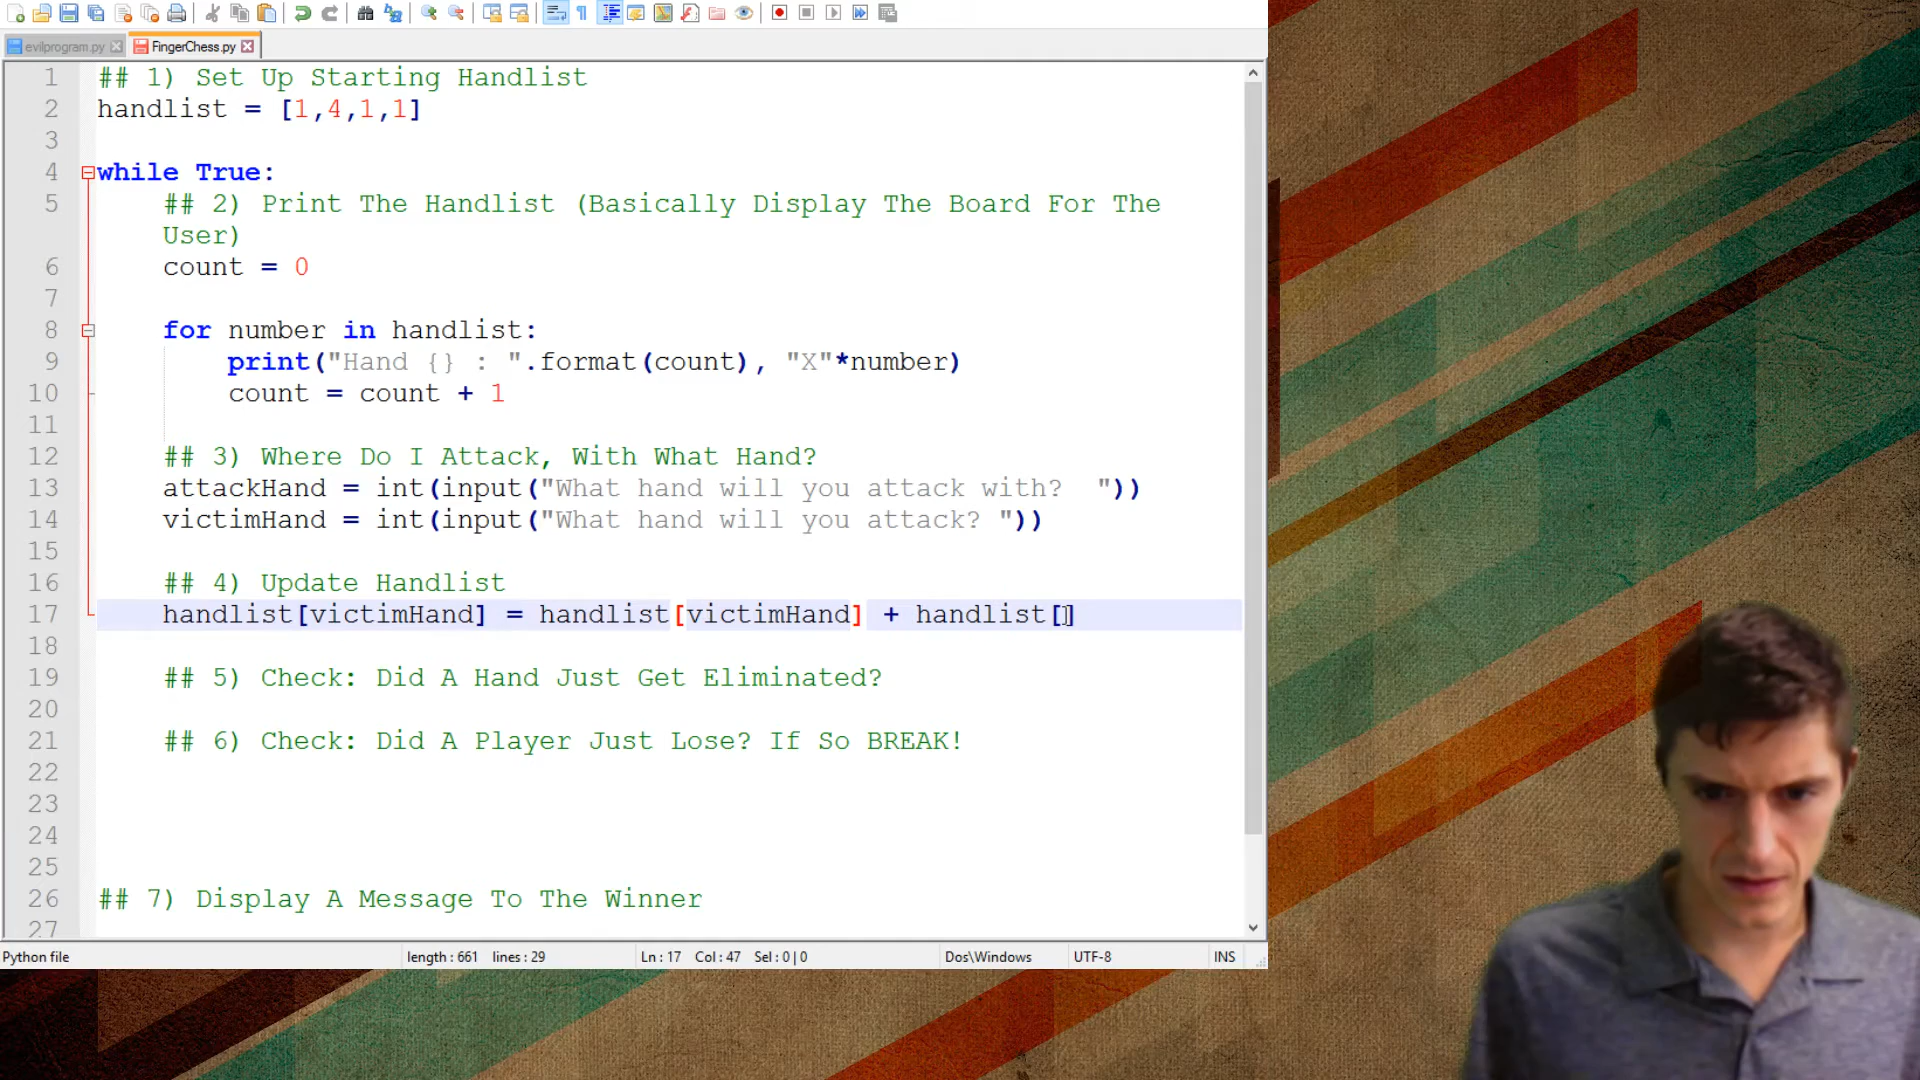 evilprogram.py
FingerChess.py
1 ## 1) Set Up Starting Handlist
2 handlist = [1,4,1,1]
3
4 while True:
5 ## 2) Print The Handlist (Basically Display The Board For The
User)
6 count = 0
7
8 for number in handlist:
9 print("Hand {} : ".format(count), "X"*number)
10 count = count + 1
11
12 ## 3) Where Do I Attack, With What Hand?
13 attackHand = int(input("What hand will you attack with?  "))
14 victimHand = int(input("What hand will you attack? "))
15
16 ## 4) Update Handlist
17 handlist[victimHand] = handlist[victimHand] + handlist[]
18
19 ## 5) Check: Did A Hand Just Get Eliminated?
20
21 ## 6) Check: Did A Player Just Lose? If So BREAK!
22
23
24
25
26 ## 7) Display A Message To The Winner
27
Python file length : 661 lines : 29 Ln : 17 Col : 47 Sel : 0 | 0 Dos\Windows UTF-8 INS